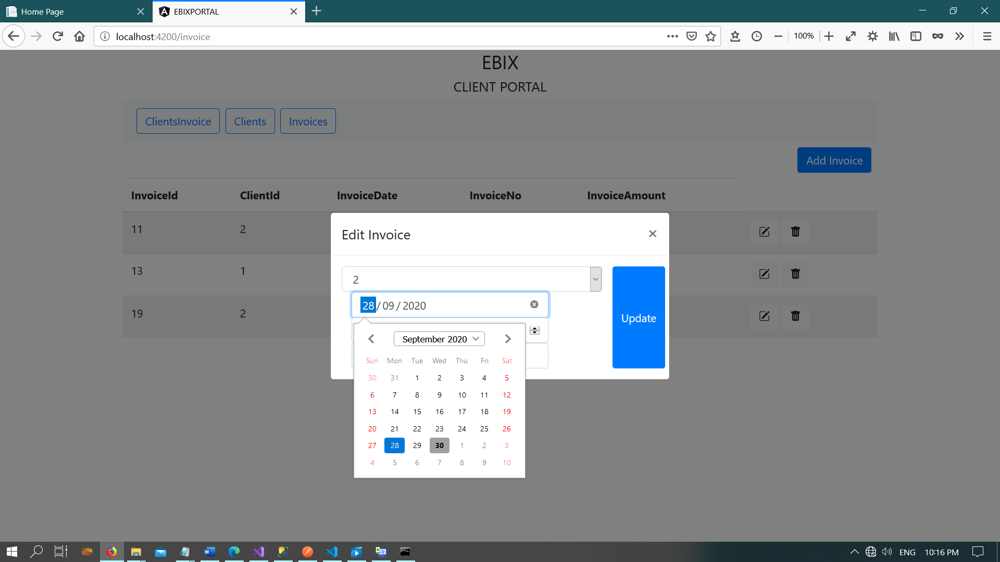 Home Page
EBIXPORTAL
localhost:4200/invoice
100%
EBIX
CLIENT PORTAL
ClientsInvoice Clients Invoices
Add Invoice
InvoiceId ClientId InvoiceDate InvoiceNo InvoiceAmount
11 2
13 1
19 2
Edit Invoice
×
2
28/09/2020
Update
September 2020
Sun Mon Tue Wed Thu Fri Sat
30 31 1 2 3 4 5
6 7 8 9 10 11 12
13 14 15 16 17 18 19
20 21 22 23 24 25 26
27 28 29 30 1 2 3
4 5 6 7 8 9 10
ENG 10:16 PM